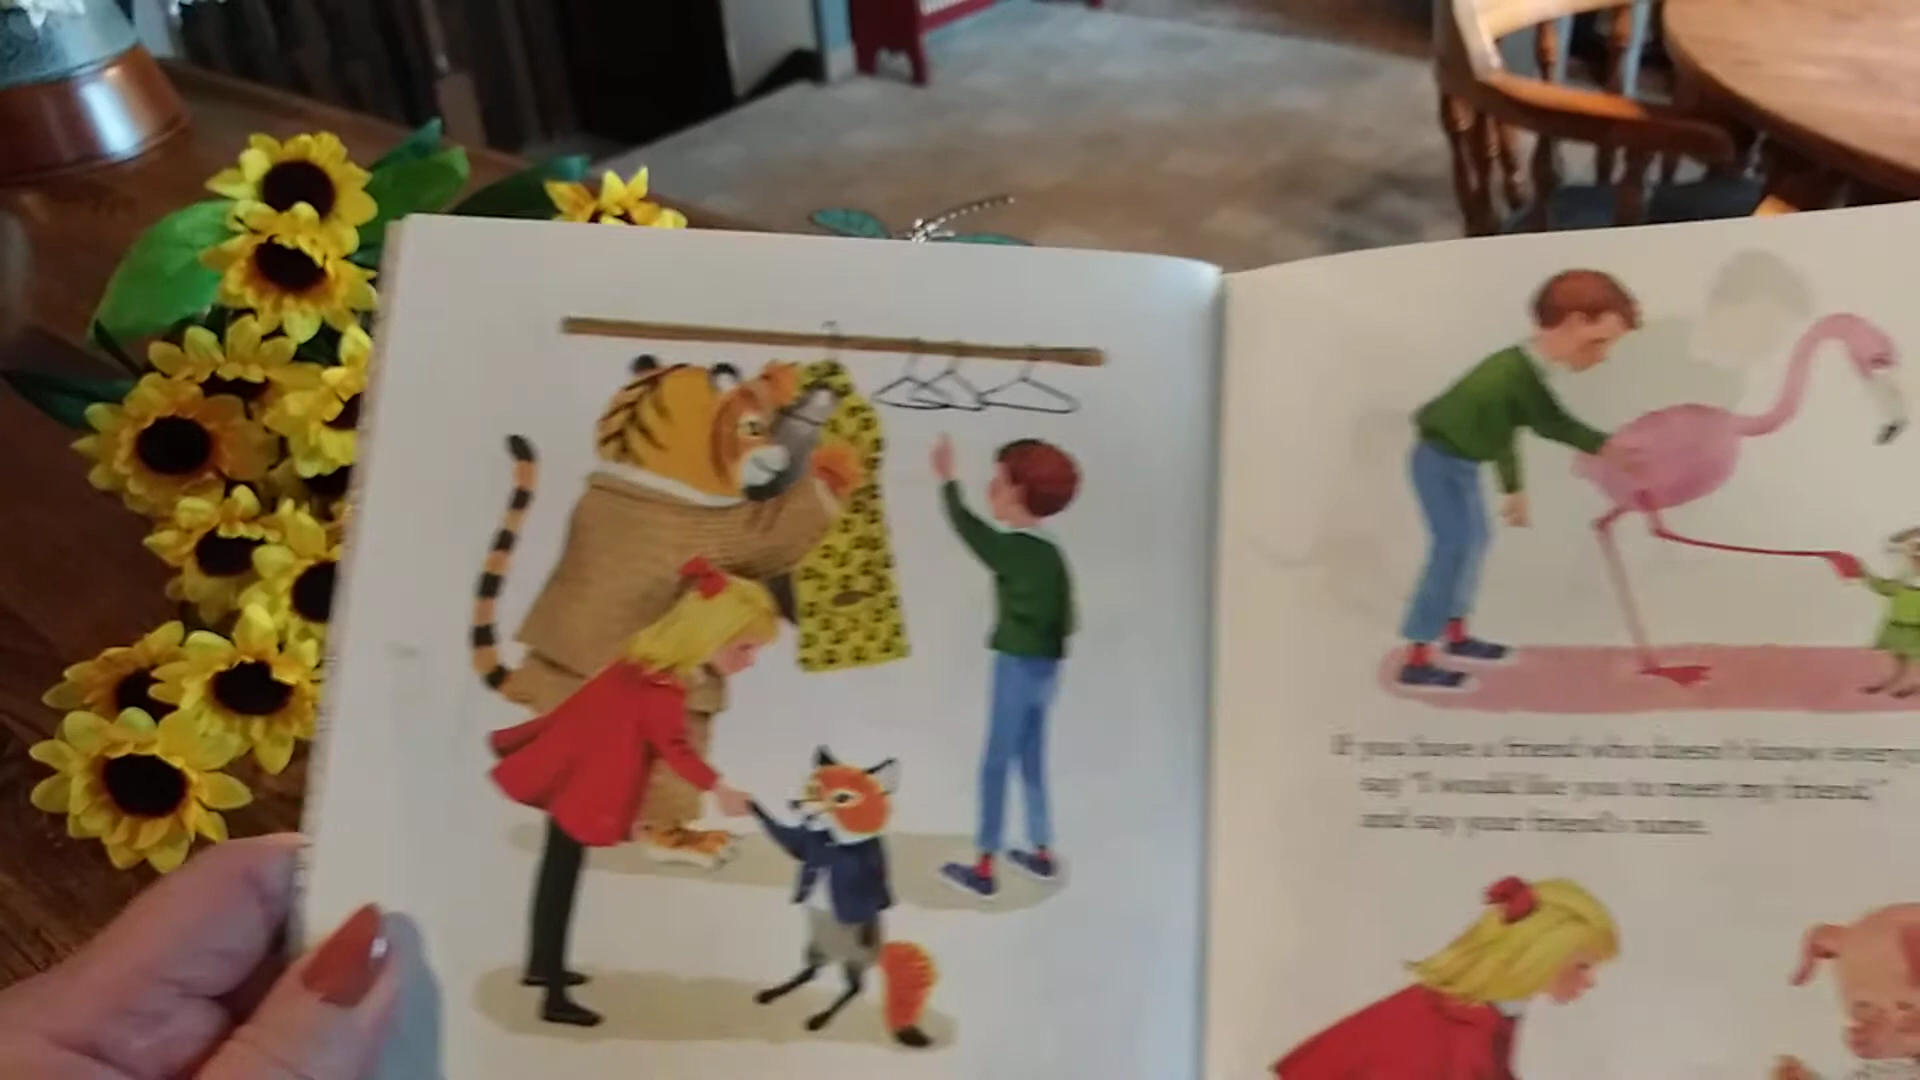 If you have a friend who doesn't know everyo
say "I would like you to meet my friend,"
and say your friend's name.